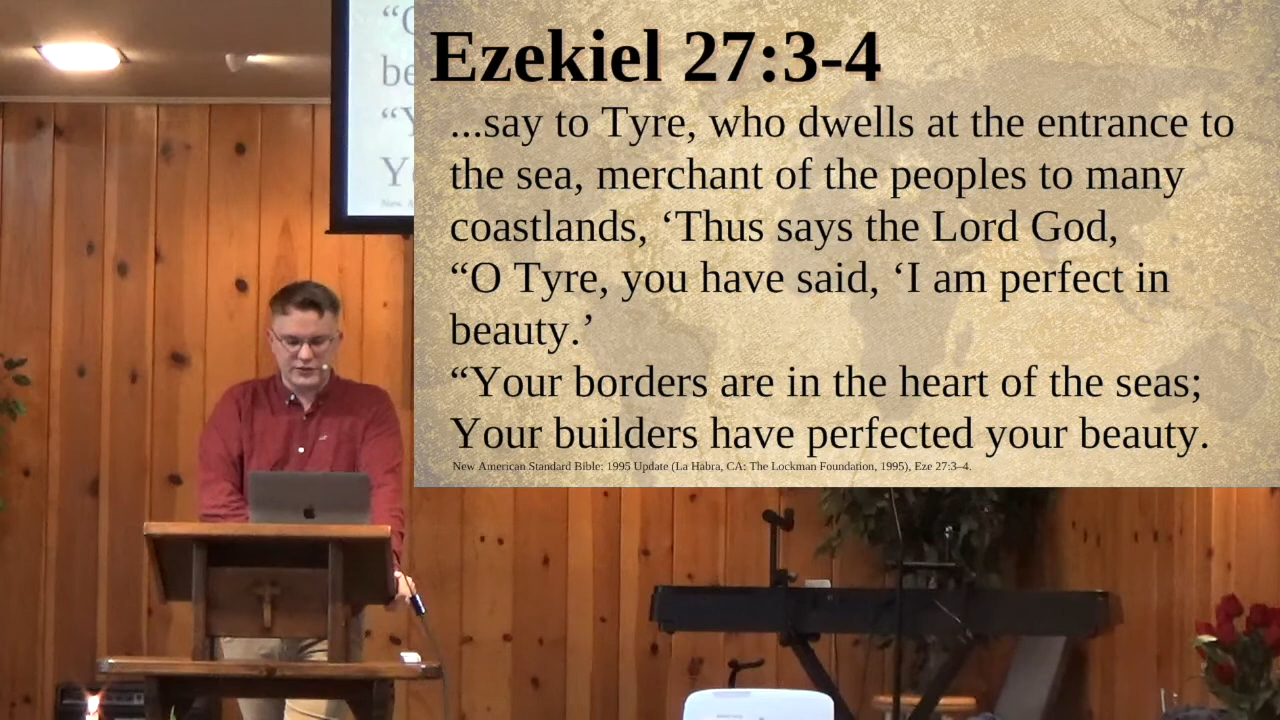 “O
be
“Y
Yo
New A
Ezekiel 27:3-4
...say to Tyre, who dwells at the entrance to
the sea, merchant of the peoples to many
coastlands, ‘Thus says the Lord God,
“O Tyre, you have said, ‘I am perfect in
beauty.’
“Your borders are in the heart of the seas;
Your builders have perfected your beauty.
New American Standard Bible: 1995 Update (La Habra, CA: The Lockman Foundation, 1995), Eze 27:3–4.